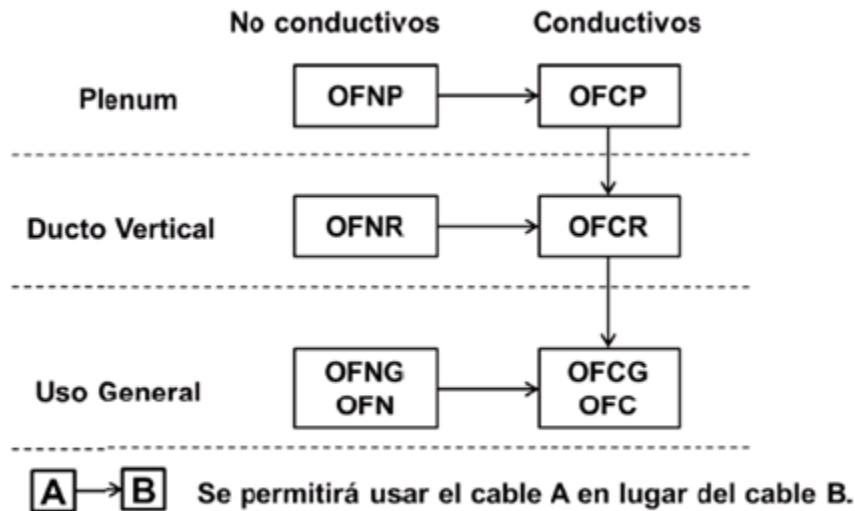 No conductivos Conductivos
Plenum OFNP OFCP
Ducto Vertical OFNR OFCR
OFNG OFCG
Uso General
OFN OFC
A B Se permitirá usar el cable A en lugar del cable B.